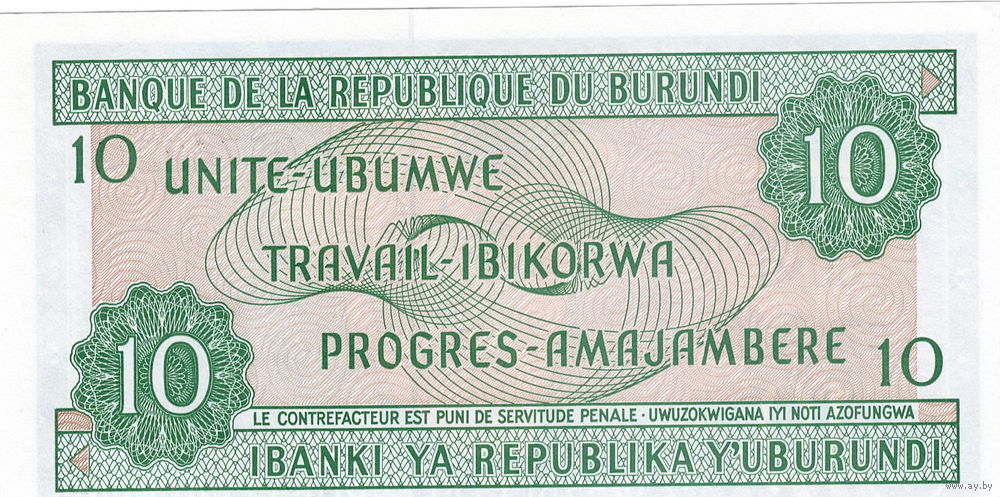 BANQUE DE LA REPUBLIQUE DU BURUNDI
10
10
UNITE-UBUMWE
TRAVAIL-IBIKORWA
PROGRES-AMAJAMBERE
10
10
LE CONTREFACTEUR EST PUNI DE SERVITUDE PENALE · UWUZOKWIGANA IYI NOTI AZOFUNGWA
IBANKI YA REPUBLIKA Y'UBURUNDI
www.ay.by